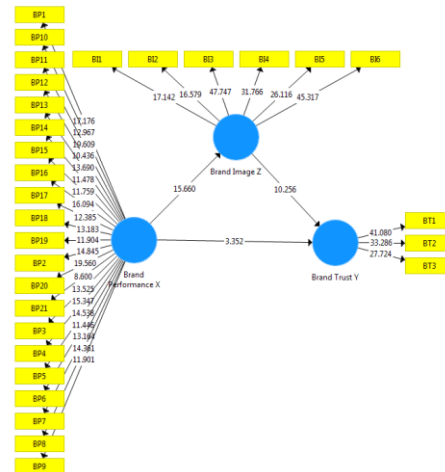 BP1
BP10
BP11
BP12
BP13
BP14
BP15
BP16
BP17
BP18
BP19
BP2
BP20
BP21
BP3
BP4
BP5
BP6
BP7
BP8
BP9
BI1
BI2
BI3
BI4
BI5
BI6
17.142
16.579
47.747
31.766
26.116
45.317
Brand Image Z
17.176
12.967
19.609
10.436
13.690
11.478
11.759
16.094
12.385
13.183
11.904
14.845
19.560
8.600
13.525
15.347
14.538
11.446
13.164
14.361
11.901
15.660
10.256
3.352
Brand
Performance X
Brand Trust Y
41.080
33.286
27.724
BT1
BT2
BT3